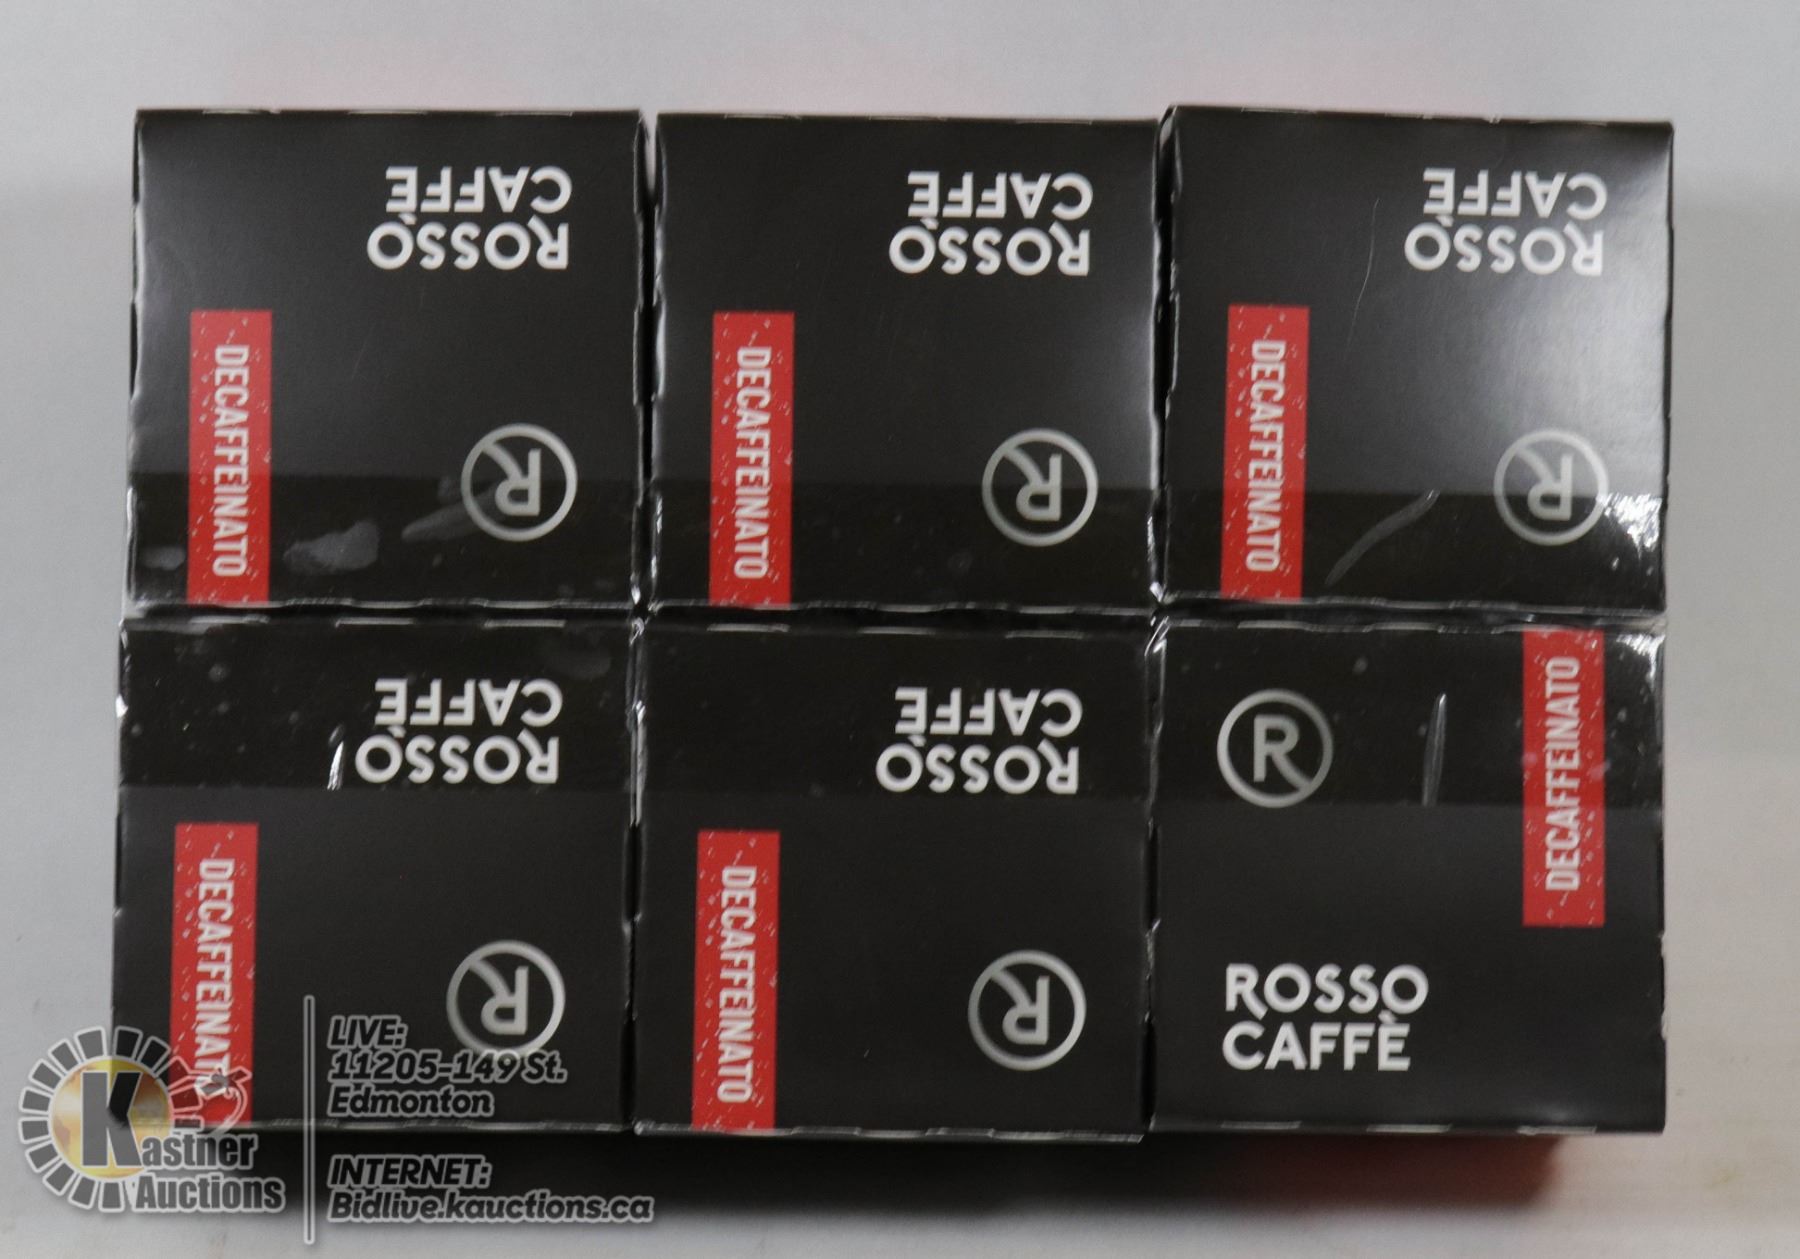 ROSSO
CAFFÈ
DECAFFEINATO
R
ROSSO
CAFFÈ
DECAFFEINATO
R
ROSSO
CAFFÈ
DECAFFEINATO
R
ROSSO
CAFFÈ
DECAFFEINATO
R
ROSSO
CAFFÈ
DECAFFEINATO
R
R
DECAFFEINATO
ROSSO
CAFFÈ
Kastner
Auctions
LIVE:
11205-149 St.
Edmonton
INTERNET:
Bidlive.kauctions.ca